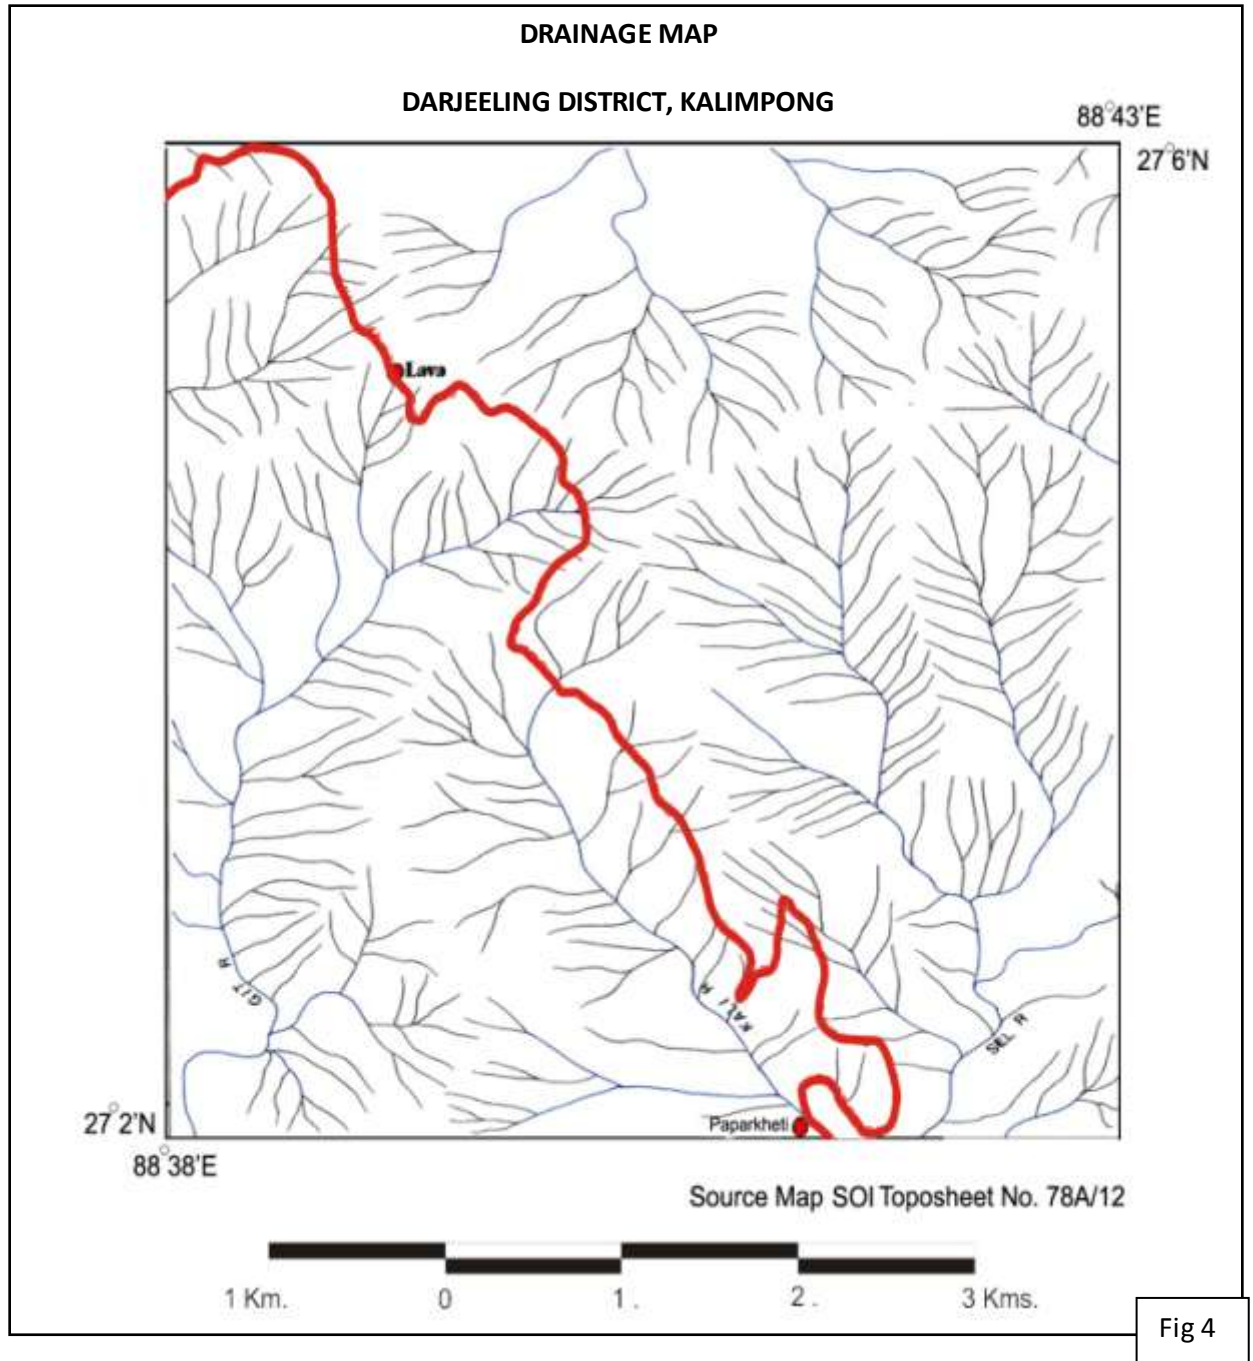 DRAINAGE MAP
DARJEELING DISTRICT, KALIMPONG
88°43'E
27°6'N
Lava
GIT R
KALI R
SEL R
Paparkheti
27°2'N
88°38'E
Source Map SOI Toposheet No. 78A/12
1 Km. 0 1 . 2 . 3 Kms.
Fig 4